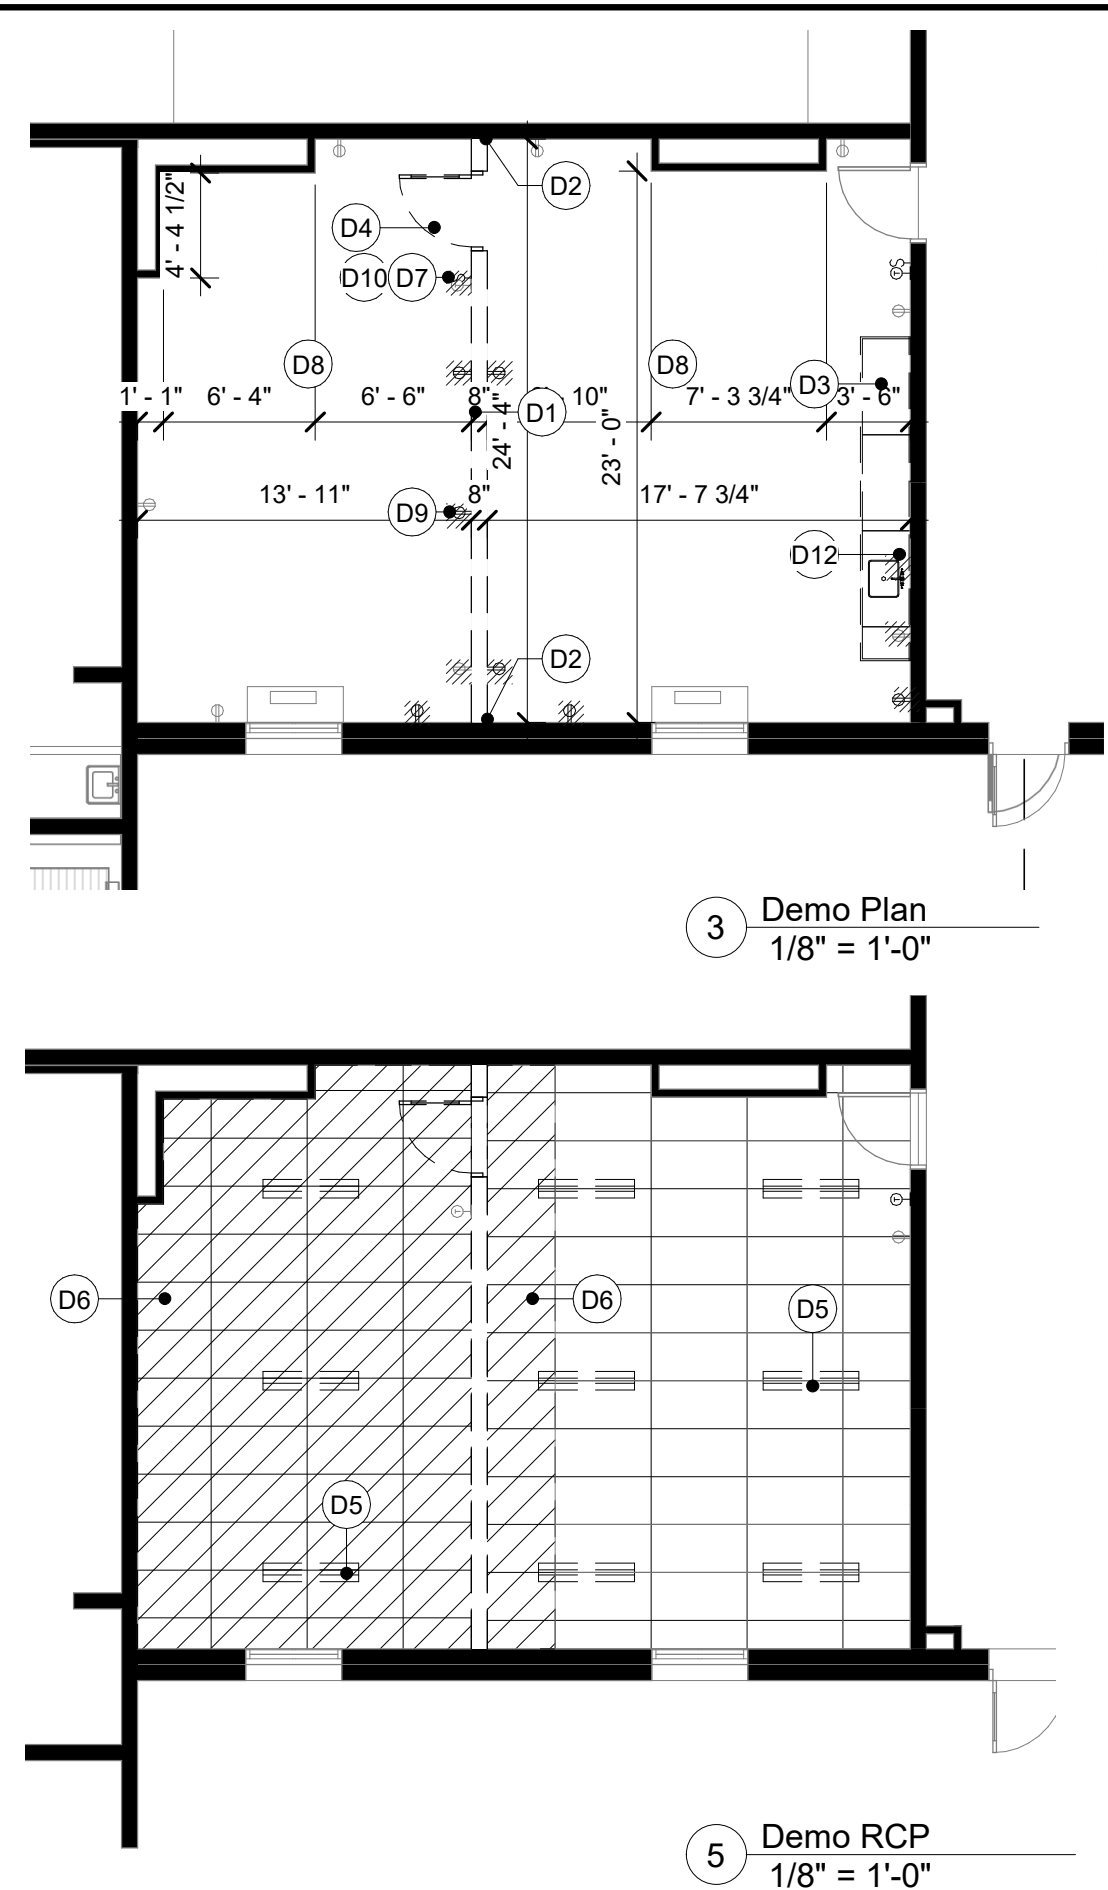 D2
D4
4' - 4 1/2"
D10
D7
D8
D8
D3
1' - 1"
6' - 4"
6' - 6"
8"
D1
- 10"
7' - 3 3/4"
3' - 6"
24' - 4"
23' - 0"
13' - 11"
8"
17' - 7 3/4"
D9
D12
D2
S
T
3
Demo Plan
1/8" = 1'-0"
T
T
D6
D6
D5
D5
5
Demo RCP
1/8" = 1'-0"